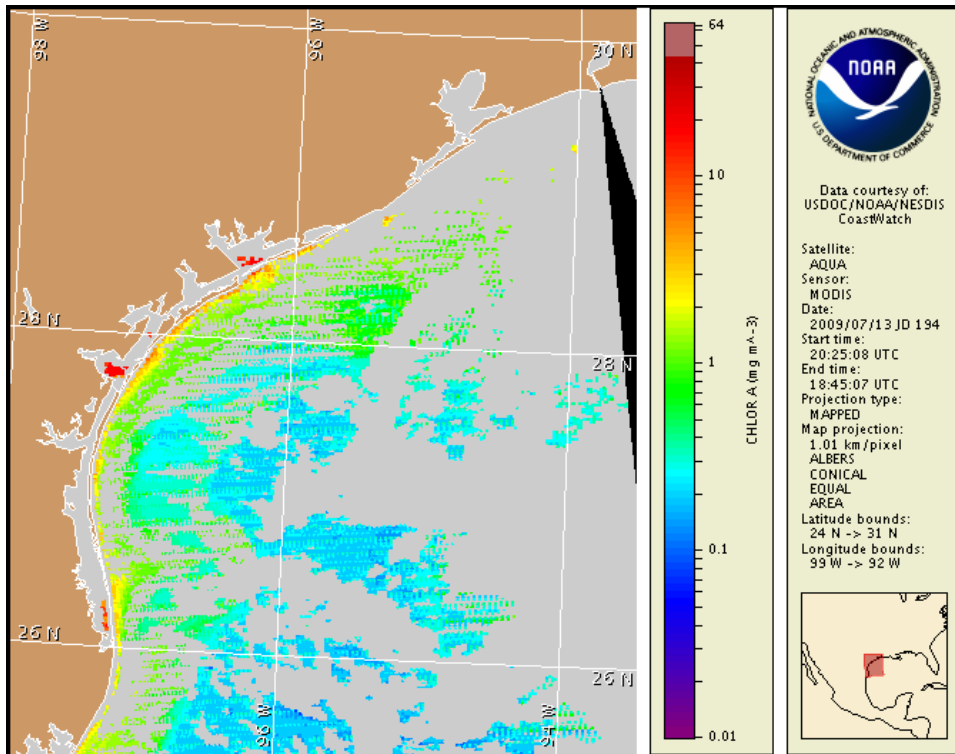 98 W
96 W
30 N
28 N
28 N
26 N
26 N
96 W
94 W
64
10
1
0.1
0.01
CHLOR A (mg m^-3)
NATIONAL OCEANIC AND ATMOSPHERIC ADMINISTRATION
NOAA
U.S. DEPARTMENT OF COMMERCE
Data courtesy of:
USDOC/NOAA/NESDIS
CoastWatch
Satellite:
AQUA
Sensor:
MODIS
Date:
2009/07/13 JD 194
Start time:
20:25:08 UTC
End time:
18:45:07 UTC
Projection type:
MAPPED
Map projection:
1.01 km/pixel
ALBERS
CONICAL
EQUAL
AREA
Latitude bounds:
24 N -> 31 N
Longitude bounds:
99 W -> 92 W